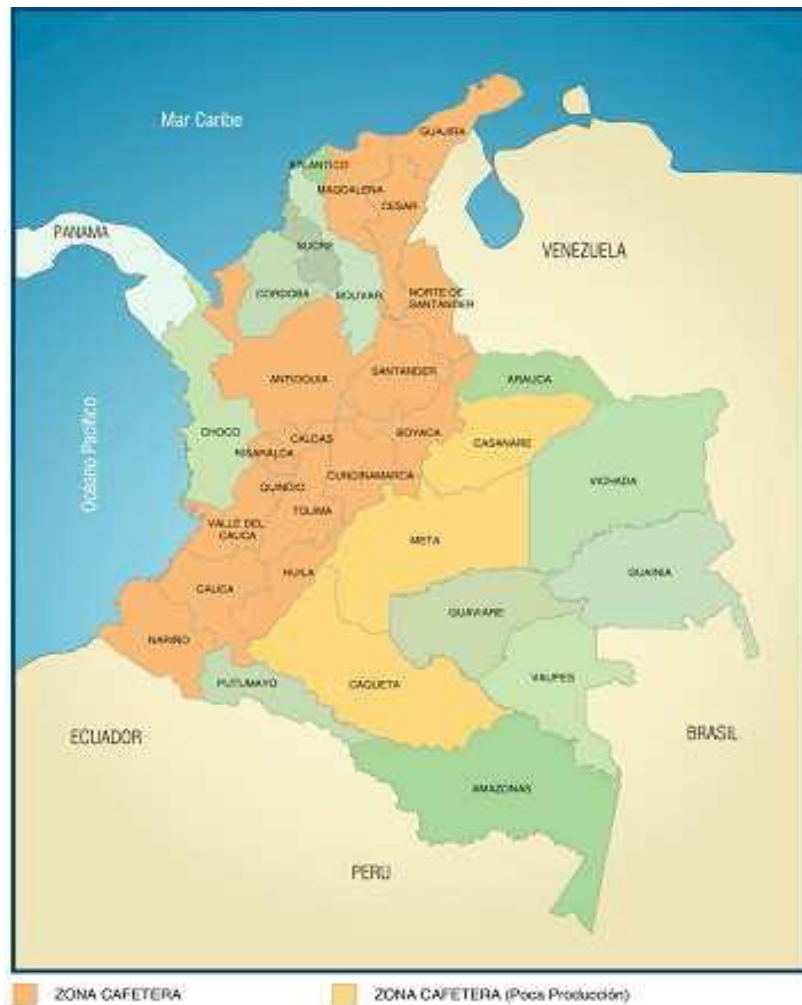 Mar Caribe
GUAJIRA
ATLANTICO
MAGDALENA
CESAR
PANAMA
SUCRE
VENEZUELA
CORDOBA
BOLIVAR
NORTE DE
SANTANDER
ANTIOQUIA
SANTANDER
ARAUCA
Océano Pacífico
CHOCO
CALDAS
BOYACA
CASANARE
RISARALDA
CUNDINAMARCA
QUINDIO
VICHADA
TOLIMA
VALLE DEL
CAUCA
META
HUILA
GUAINIA
CAUCA
GUAVIARE
NARIÑO
PUTUMAYO
CAQUETA
VAUPES
ECUADOR
BRASIL
AMAZONAS
PERU
ZONA CAFETERA
ZONA CAFETERA (Poca Producción)